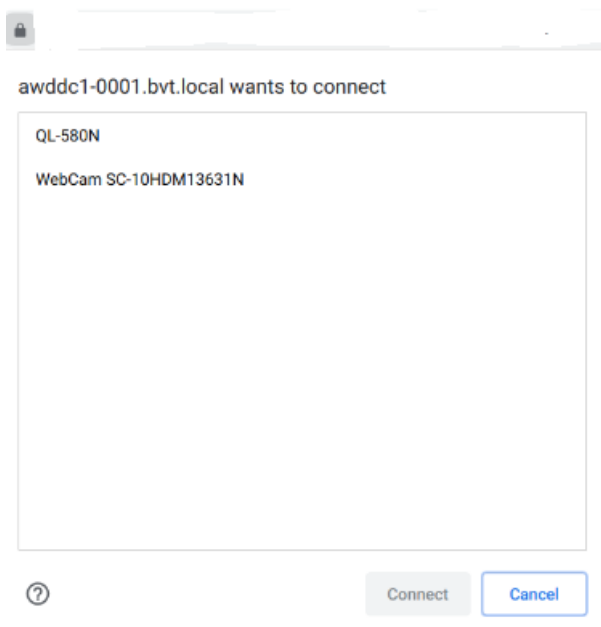 awddc1-0001.bvt.local wants to connect
QL-580N
WebCam SC-10HDM13631N
Connect
Cancel